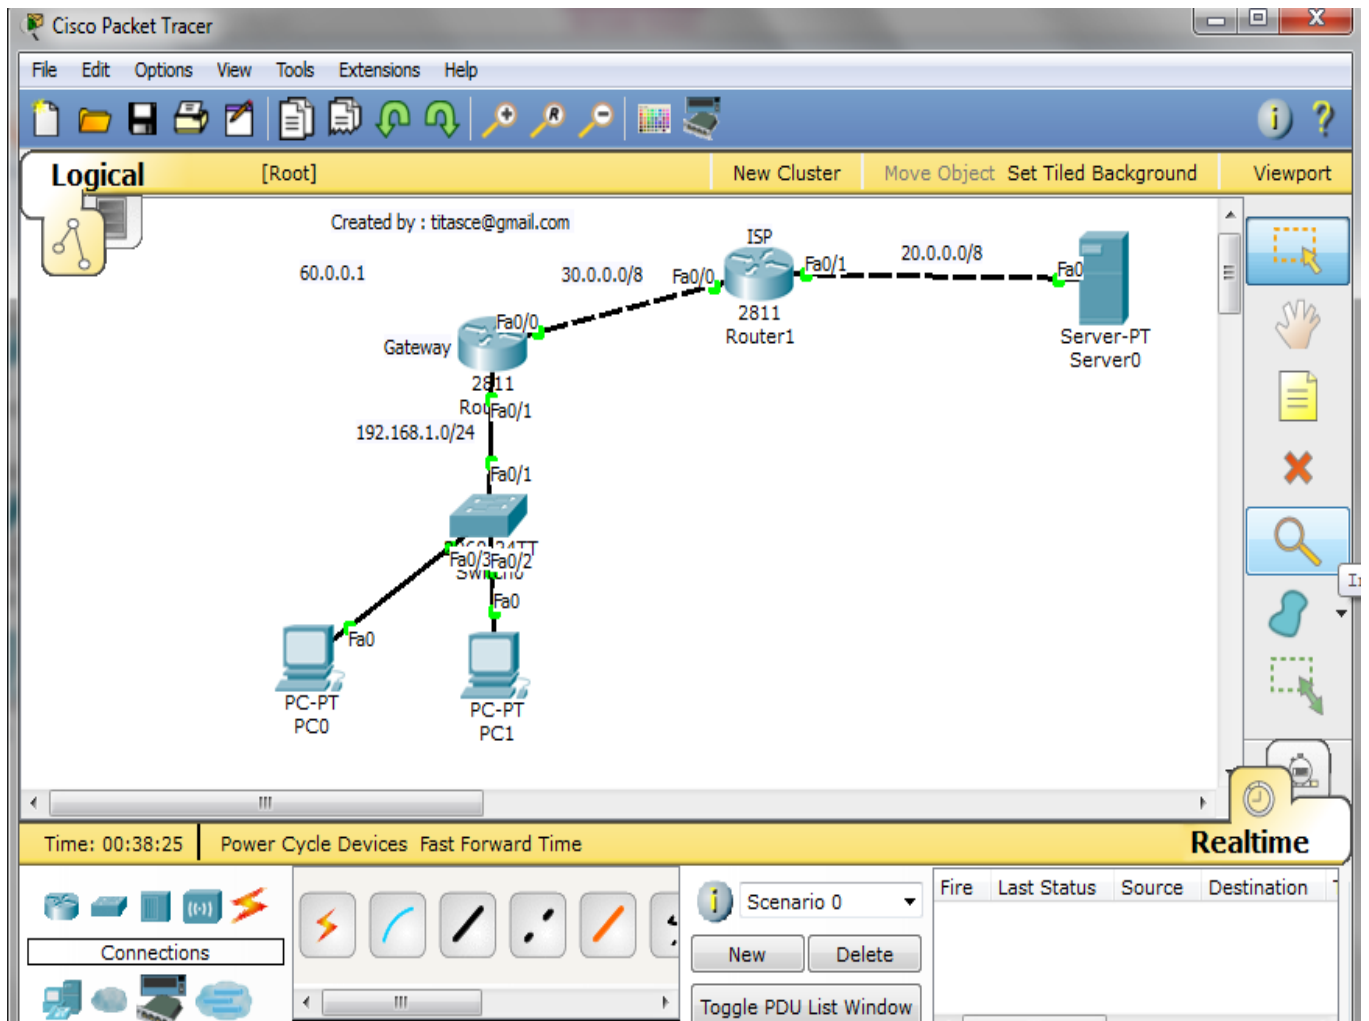 Cisco Packet Tracer
File Edit Options View Tools Extensions Help
Logical [Root] New Cluster Move Object Set Tiled Background Viewport
Created by : titasce@gmail.com
ISP
60.0.0.1 30.0.0.0/8 Fa0/0 Fa0/1 20.0.0.0/8 Fa0
2811
Router1
Server-PT
Server0
Fa0/0
Gateway
2811
Fa0/1
192.168.1.0/24
Fa0/1
Fa0/3 Fa0/2
Fa0
Fa0
PC-PT
PC0
PC-PT
PC1
Time: 00:38:25 Power Cycle Devices Fast Forward Time Realtime
Connections
Scenario 0
New Delete
Toggle PDU List Window
Fire Last Status Source Destination